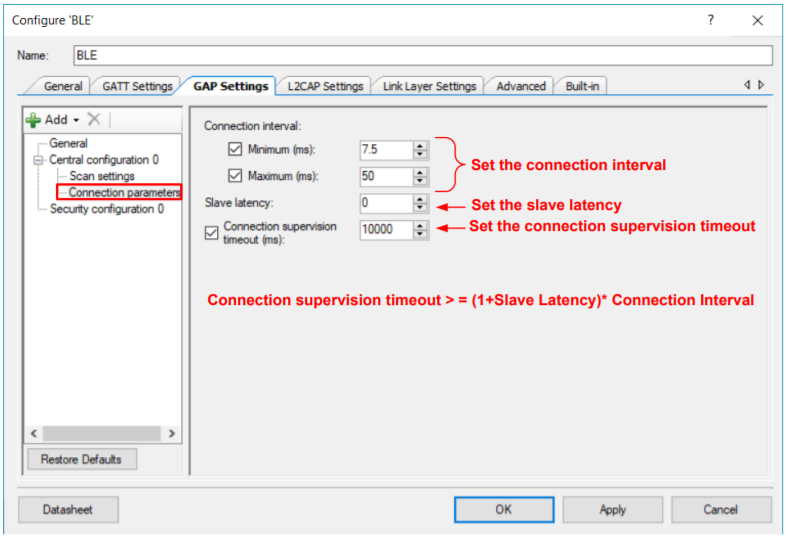 Configure 'BLE'
?
Name: BLE
General GATT Settings GAP Settings L2CAP Settings Link Layer Settings Advanced Built-in
Add
General
Central configuration 0
Scan settings
Connection parameters
Security configuration 0
Restore Defaults
Connection interval:
Minimum (ms): 7.5
Maximum (ms): 50
Set the connection interval
Slave latency: 0
Set the slave latency
Connection supervision
timeout (ms): 10000
Set the connection supervision timeout
Connection supervision timeout > = (1+Slave Latency)* Connection Interval
Datasheet OK Apply Cancel